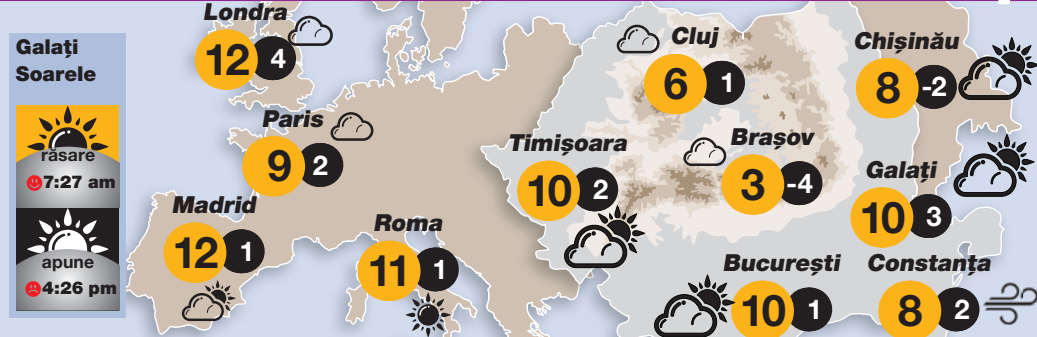 Galați
Soarele
răsare
7:27 am
apune
4:26 pm
Londra
12 4
Paris
9 2
Madrid
12 1
Roma
11 1
Cluj
6 1
Timișoara
10 2
Brașov
3 -4
București
10 1
Chișinău
8 -2
Galați
10 3
Constanța
8 2